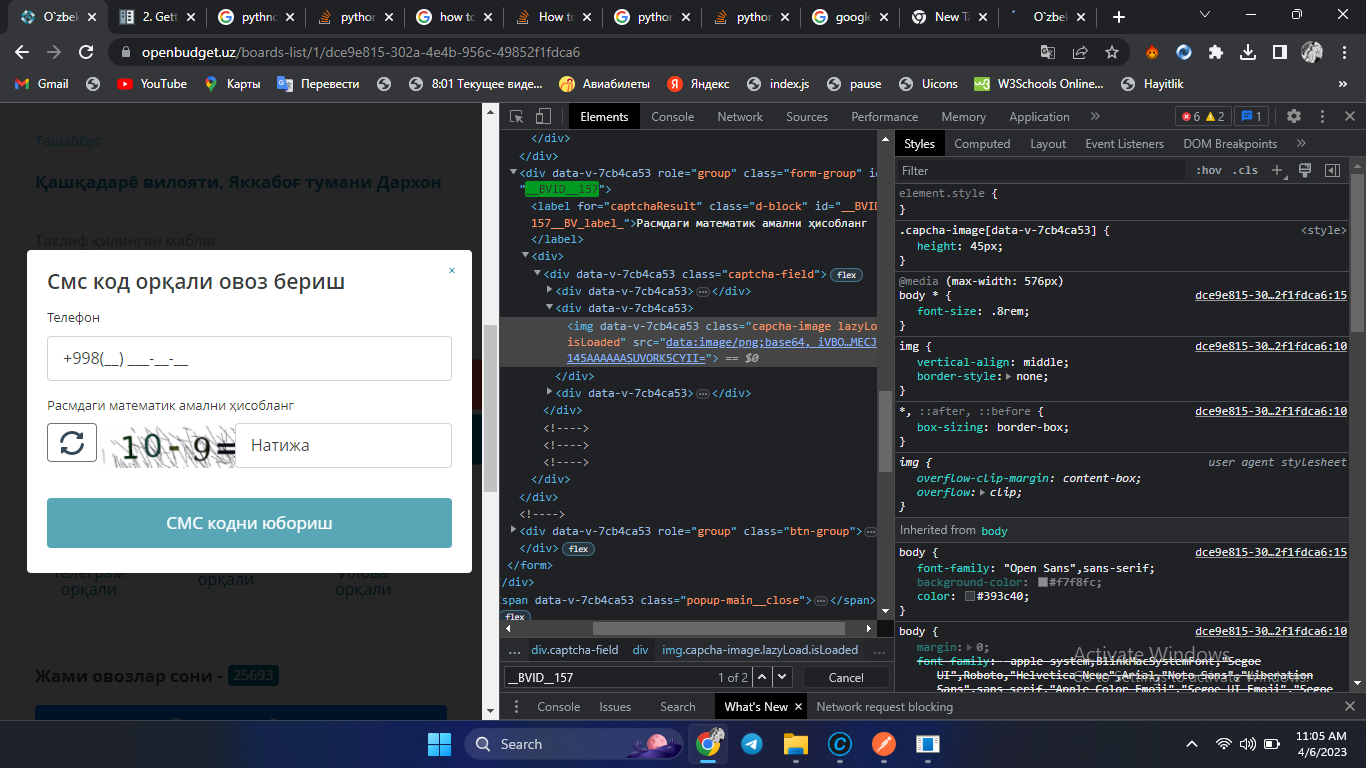 O`zbek
2. Gett
pythno
python
how to
How to
python
python
google
New Ta
O`zbek
openbudget.uz/boards-list/1/dce9e815-302a-4e4b-956c-49852f1fdca6
Gmail
YouTube
Карты
Перевести
8:01 Текущее виде...
Авиабилеты
Яндекс
index.js
pause
Uicons
W3Schools Online...
Hayitlik
»
Ташаббус
Қашқадарё вилояти, Яккабоғ тумани Дархон
Таклиф қилинган маблағ
Смс код орқали овоз бериш
×
Телефон
+998(__) ___-__-__
Расмдаги математик амални ҳисобланг
10-9=
Натижа
СМС кодни юбориш
Телеграм
орқали
орқали
Илова
орқали
Жами овозлар сони - 25693
Elements
Console
Network
Sources
Performance
Memory
Application
»
6
2
1
</div>
</div>
<div data-v-7cb4ca53 role="group" class="form-group" id
"__BVID__157">
<label for="captchaResult" class="d-block" id="__BVID
157__BV_label_">Расмдаги математик амални ҳисобланг
</label>
<div>
<div data-v-7cb4ca53 class="captcha-field"> flex
<div data-v-7cb4ca53>…</div>
<div data-v-7cb4ca53>
<img data-v-7cb4ca53 class="capcha-image lazyLo
isLoaded" src="data:image/png;base64, iVBO…MECJ
145AAAAAASUVORK5CYII="> == $0
</div>
<div data-v-7cb4ca53>…</div>
</div>
<!---->
<!---->
<!---->
</div>
</div>
<!---->
<div data-v-7cb4ca53 role="group" class="btn-group">…
</div> flex
</form>
/div>
span data-v-7cb4ca53 class="popup-main__close">…</span>
flex
... div.captcha-field div img.capcha-image.lazyLoad.isLoaded ...
__BVID__157
1 of 2
Cancel
Styles
Computed
Layout
Event Listeners
DOM Breakpoints
»
Filter
:hov
.cls
+
element.style {
}
.capcha-image[data-v-7cb4ca53] {
<style>
height: 45px;
}
@media (max-width: 576px)
body * {
dce9e815-30…2f1fdca6:15
font-size: .8rem;
}
img {
dce9e815-30…2f1fdca6:10
vertical-align: middle;
border-style: none;
}
*, ::after, ::before {
dce9e815-30…2f1fdca6:10
box-sizing: border-box;
}
img {
user agent stylesheet
overflow-clip-margin: content-box;
overflow: clip;
}
Inherited from body
body {
dce9e815-30…2f1fdca6:15
font-family: "Open Sans",sans-serif;
background-color: #f7f8fc;
color: #393c40;
}
body {
dce9e815-30…2f1fdca6:10
margin: 0;
font-family: -apple-system,BlinkMacSystemFont,"Segoe
UI",Roboto,"Helvetica Neue",Arial,"Noto Sans","Liberation
Sans",sans-serif,"Apple Color Emoji","Segoe UI Emoji","Segoe
Activate Windows
Go to Settings to activate Windows.
Console
Issues
Search
What's New ×
Network request blocking
Search
11:05 AM
4/6/2023